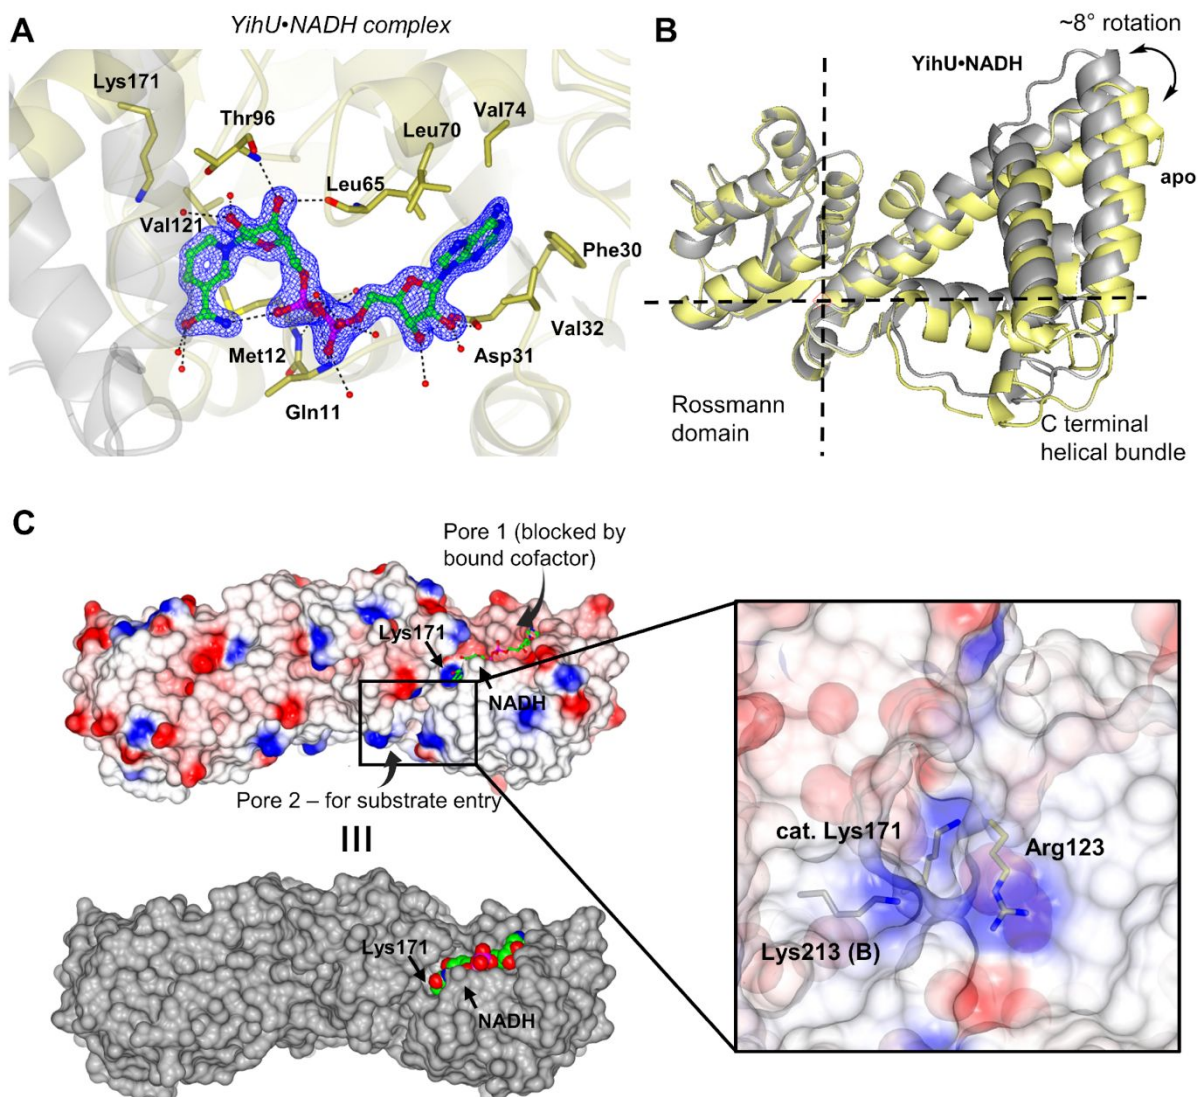 A
YihU•NADH complex
Lys171
Thr96
Val74
Leu70
Leu65
Val121
Phe30
Val32
Met12
Asp31
Gln11
B
~8° rotation
YihU•NADH
apo
Rossmann
domain
C terminal
helical bundle
C
Pore 1 (blocked by
bound cofactor)
Lys171
NADH
Pore 2 – for substrate entry
Lys171
NADH
cat. Lys171
Arg123
Lys213 (B)